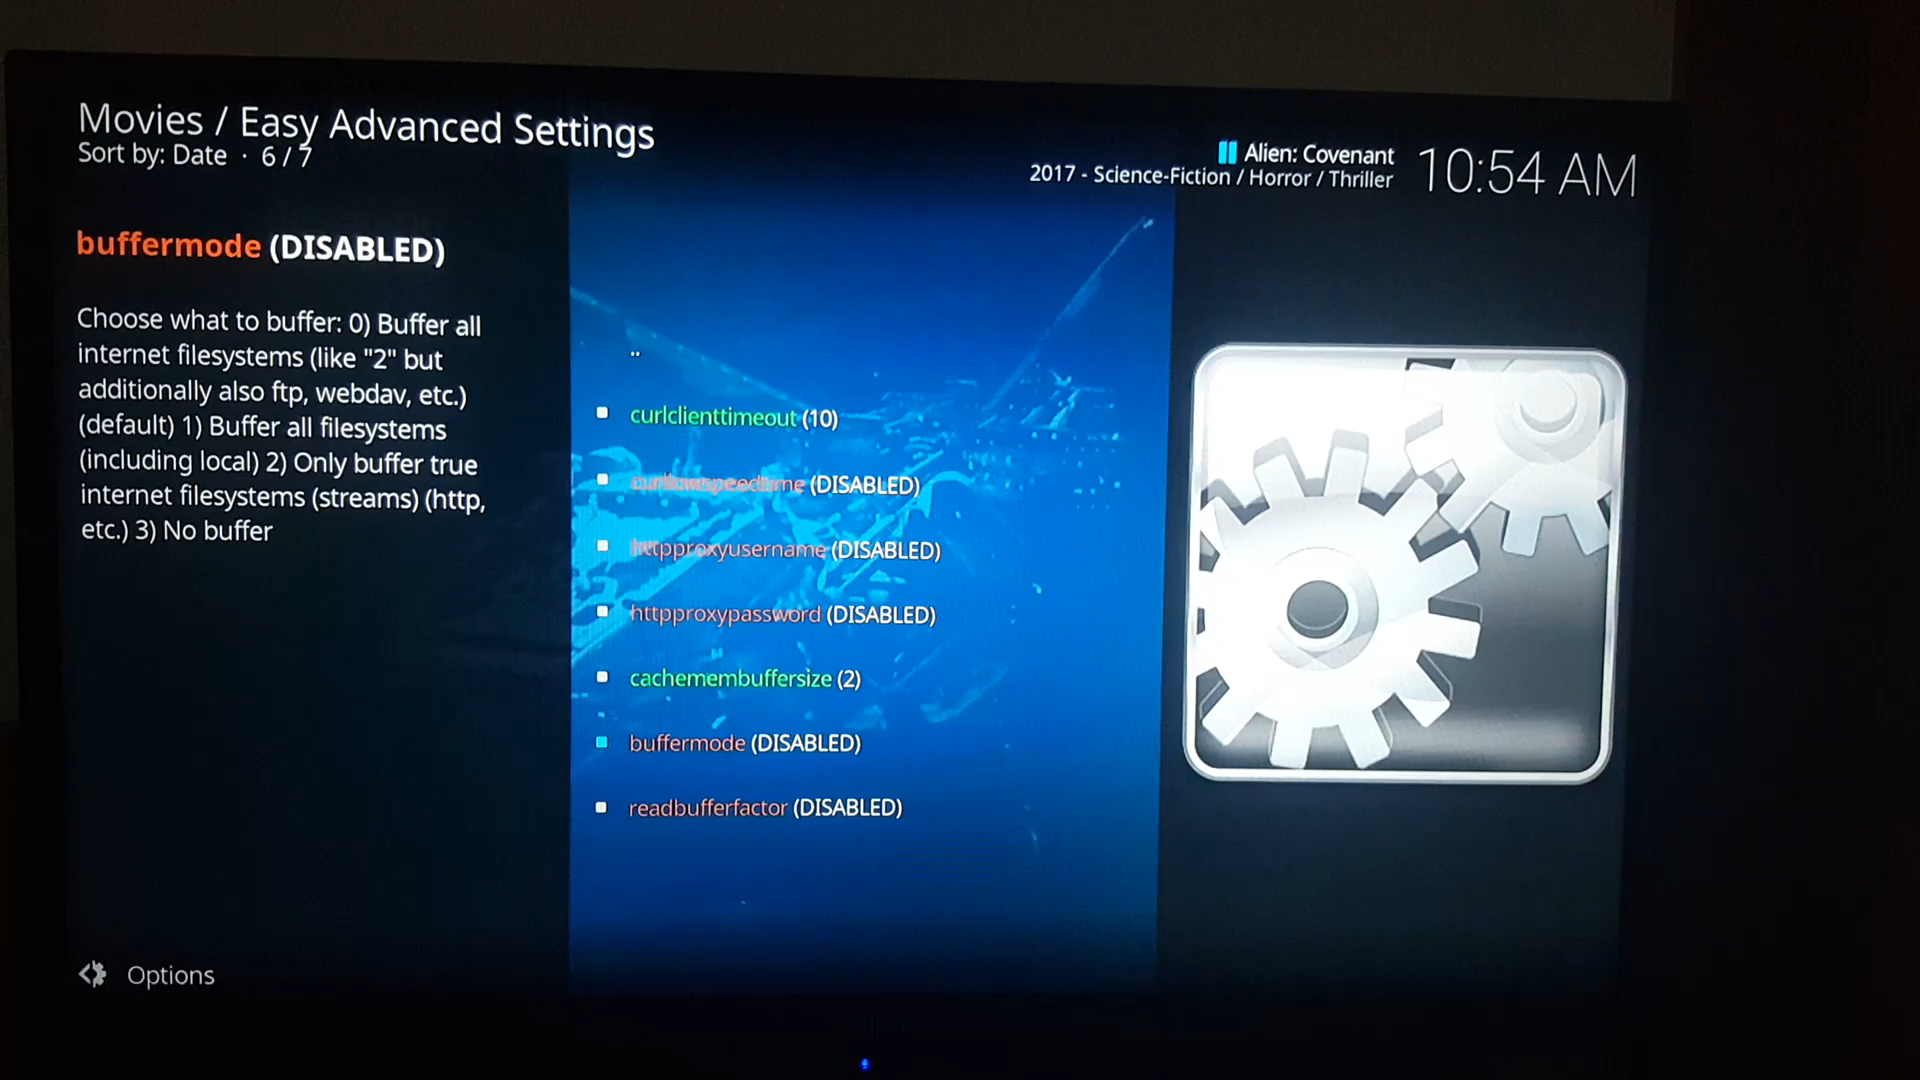 Movies / Easy Advanced Settings
Sort by: Date · 6 / 7
Alien: Covenant
2017 - Science-Fiction / Horror / Thriller
10:54 AM
buffermode (DISABLED)
Choose what to buffer: 0) Buffer all
internet filesystems (like "2" but
additionally also ftp, webdav, etc.)
(default) 1) Buffer all filesystems
(including local) 2) Only buffer true
internet filesystems (streams) (http,
etc.) 3) No buffer
..
curlclienttimeout (10)
curllowspeedtime (DISABLED)
httpproxyusername (DISABLED)
httpproxypassword (DISABLED)
cachemembuffersize (2)
buffermode (DISABLED)
readbufferfactor (DISABLED)
Options